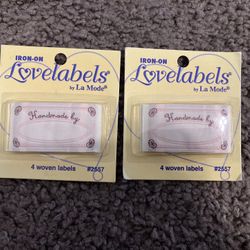 IRON-ON
Lovelabels
by La Mode®
Handmade by
4 woven labels #2557
IRON-ON
Lovelabels
by La Mode®
Handmade by
4 woven labels #2557